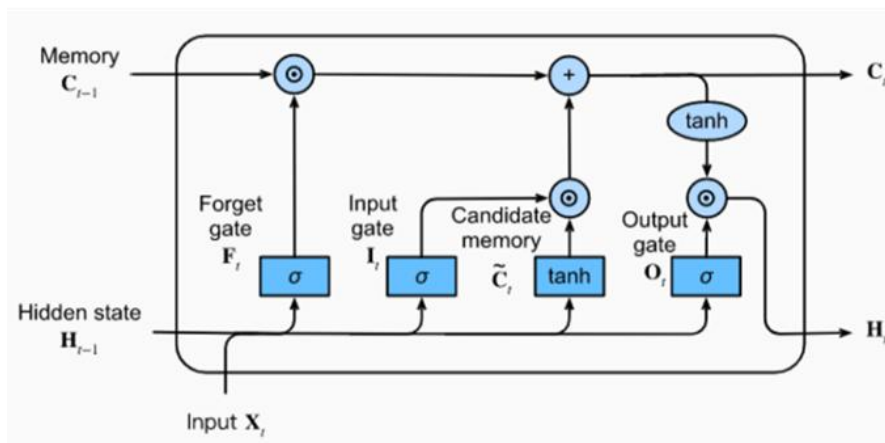 Memory
C_{t-1}
+
C_t
tanh
Forget
gate
F_t
Input
gate
I_t
Candidate
memory
C̃_t
Output
gate
O_t
σ
σ
tanh
σ
Hidden state
H_{t-1}
H_t
Input X_t